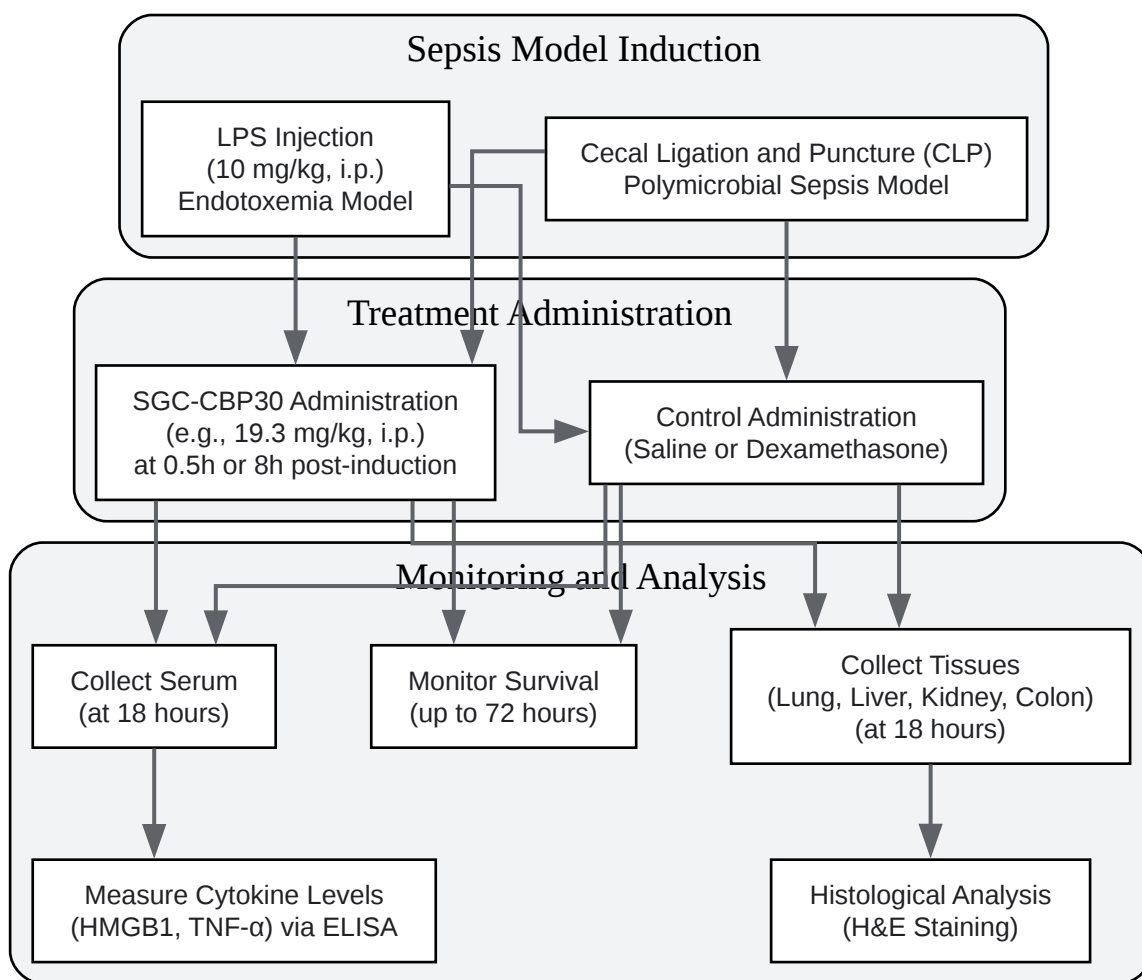 Sepsis Model Induction
LPS Injection
(10 mg/kg, i.p.)
Endotoxemia Model
Cecal Ligation and Puncture (CLP)
Polymicrobial Sepsis Model
Treatment Administration
SGC-CBP30 Administration
(e.g., 19.3 mg/kg, i.p.)
at 0.5h or 8h post-induction
Control Administration
(Saline or Dexamethasone)
Monitoring and Analysis
Collect Serum
(at 18 hours)
Monitor Survival
(up to 72 hours)
Collect Tissues
(Lung, Liver, Kidney, Colon)
(at 18 hours)
Measure Cytokine Levels
(HMGB1, TNF-α) via ELISA
Histological Analysis
(H&E Staining)